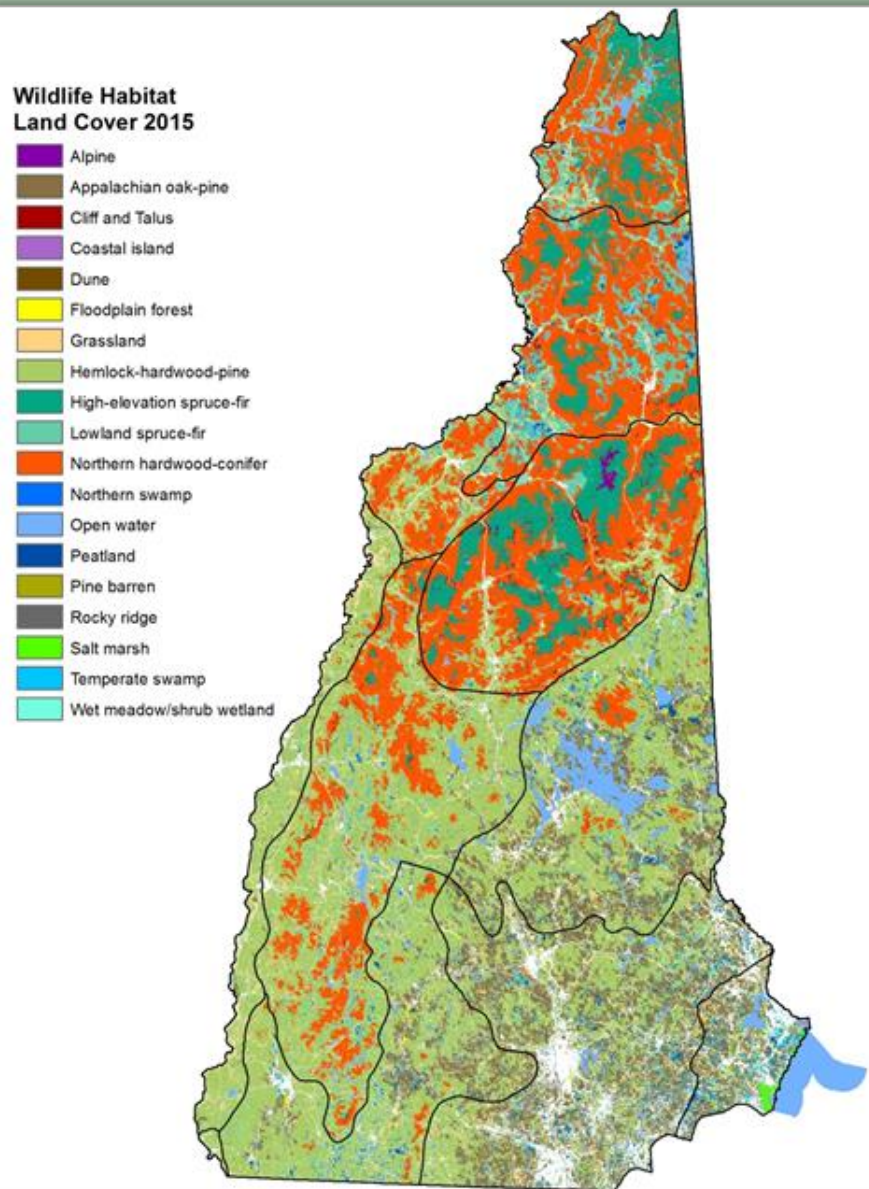 Wildlife Habitat
Land Cover 2015
Alpine
Appalachian oak-pine
Cliff and Talus
Coastal island
Dune
Floodplain forest
Grassland
Hemlock-hardwood-pine
High-elevation spruce-fir
Lowland spruce-fir
Northern hardwood-conifer
Northern swamp
Open water
Peatland
Pine barren
Rocky ridge
Salt marsh
Temperate swamp
Wet meadow/shrub wetland